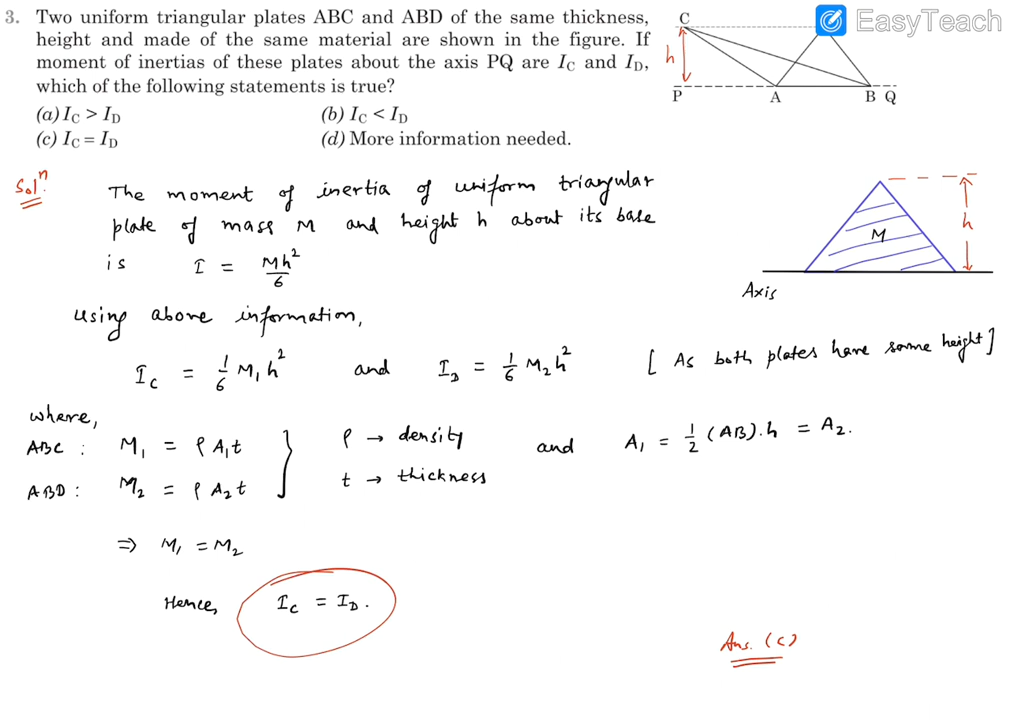 3. Two uniform triangular plates ABC and ABD of the same thickness,
height and made of the same material are shown in the figure. If
moment of inertias of these plates about the axis PQ are I_C and I_D,
which of the following statements is true?
(a) I_C > I_D (b) I_C < I_D
(c) I_C = I_D (d) More information needed.
C
EasyTeach
h
P A B Q
Solⁿ.
The moment of inertia of uniform triangular
plate of mass M and height h about its base
is I = Mh²/6
M
h
Axis
using above information,
I_C = 1/6 M₁h² and I_D = 1/6 M₂h² [As both plates have same height]
where,
ABC : M₁ = ρA₁t
ABD : M₂ = ρA₂t
ρ → density
t → thickness
and A₁ = 1/2 (AB).h = A₂.
⇒ M₁ = M₂
Hence, I_C = I_D.
Ans. (c)